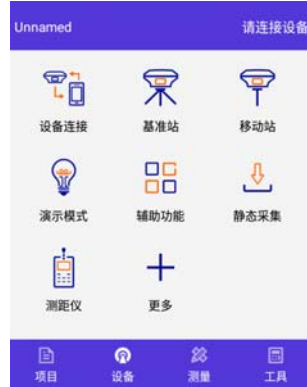 Unnamed 请连接设备
设备连接 基准站 移动站
演示模式 辅助功能 静态采集
测距仪 更多
项目 设备 测量 工具